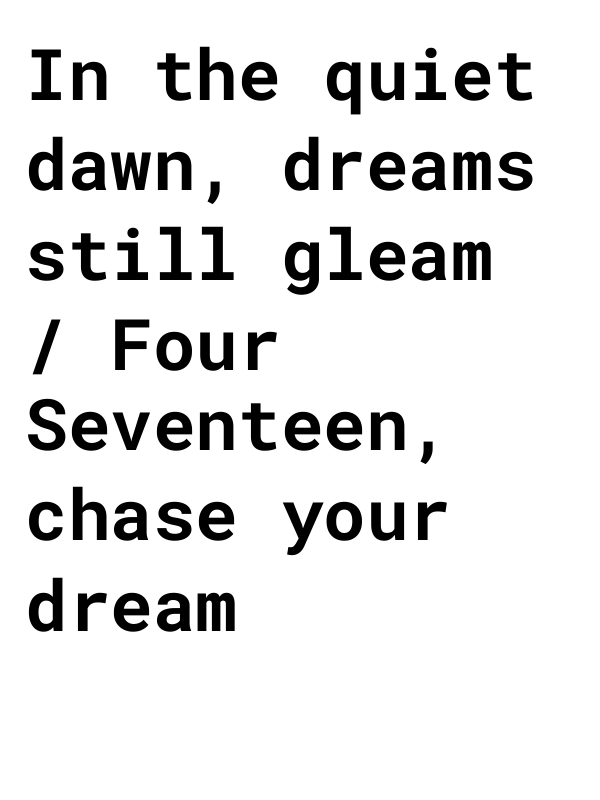 In the quiet
dawn, dreams
still gleam
/ Four
Seventeen,
chase your
dream